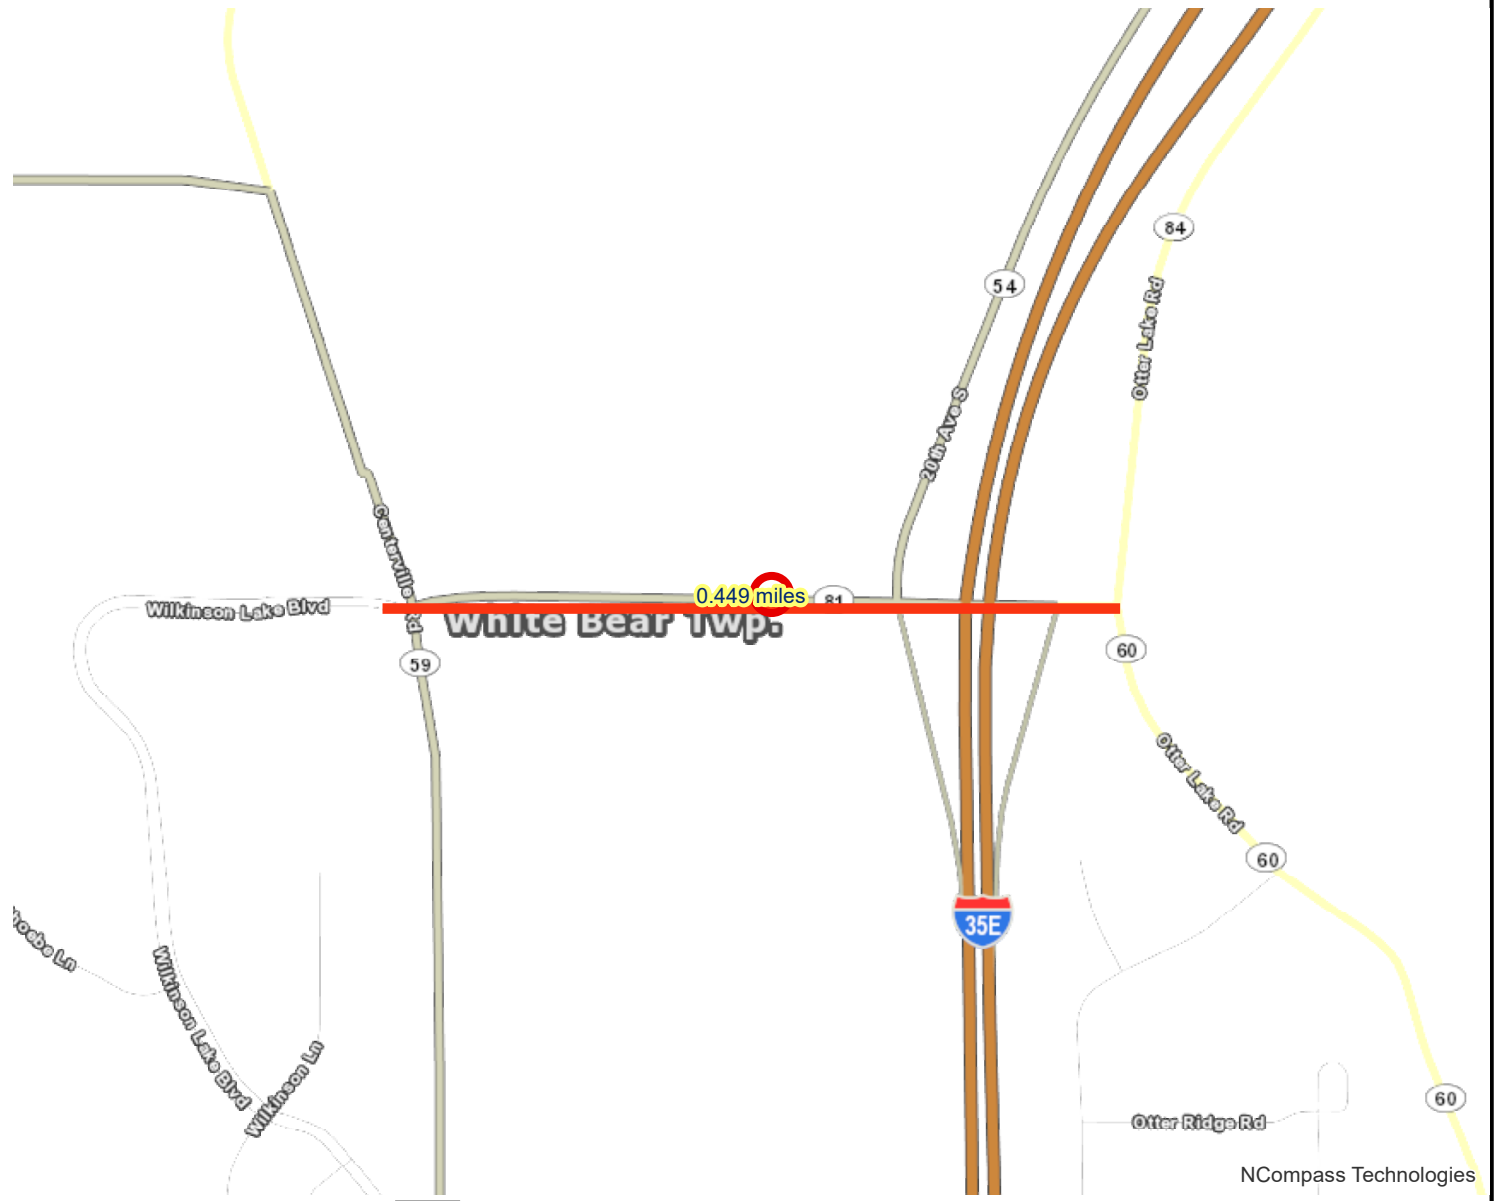 84
54
Otter Lake Rd
20th Ave S
Centerville Rd
0.449 miles
81
Wilkinson Lake Blvd
White Bear Twp.
60
59
Otter Lake Rd
60
35E
hoebe Ln
Wilkinson Lake Blvd
Wilkinson Ln
60
Otter Ridge Rd
NCompass Technologies